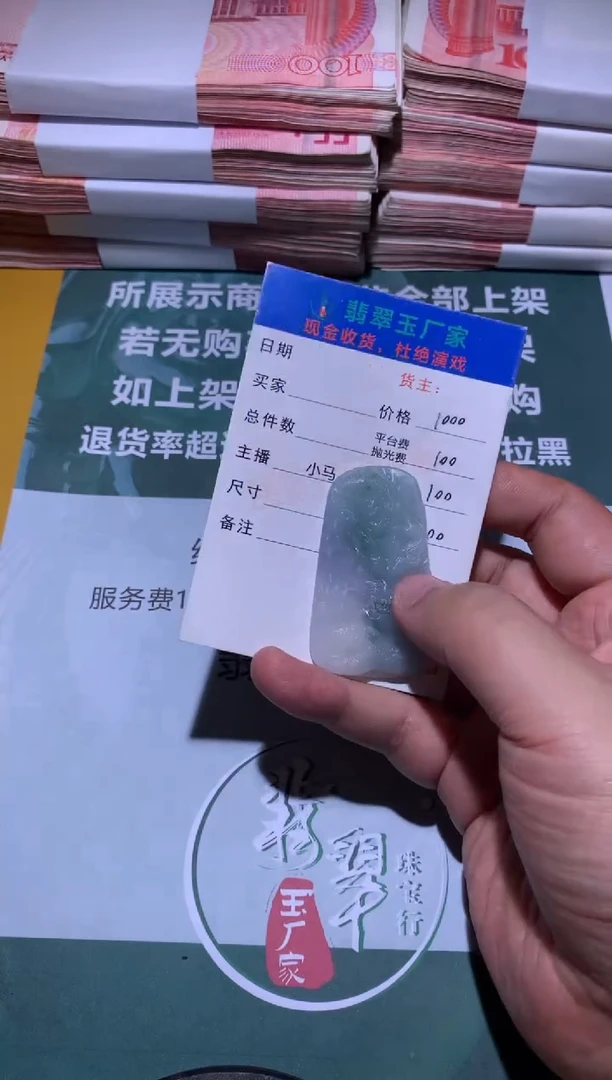 100
所展示商 全部上架
若无购
如上架 购
退货率超 拉黑
翡翠玉厂家
现金收货，杜绝演戏
日期
货主：
买家
价格 1000
总件数
平台费
抛光费 100
主播 小马
100
尺寸
00
备注
服务费1
翡翠
珠宝行
玉厂家